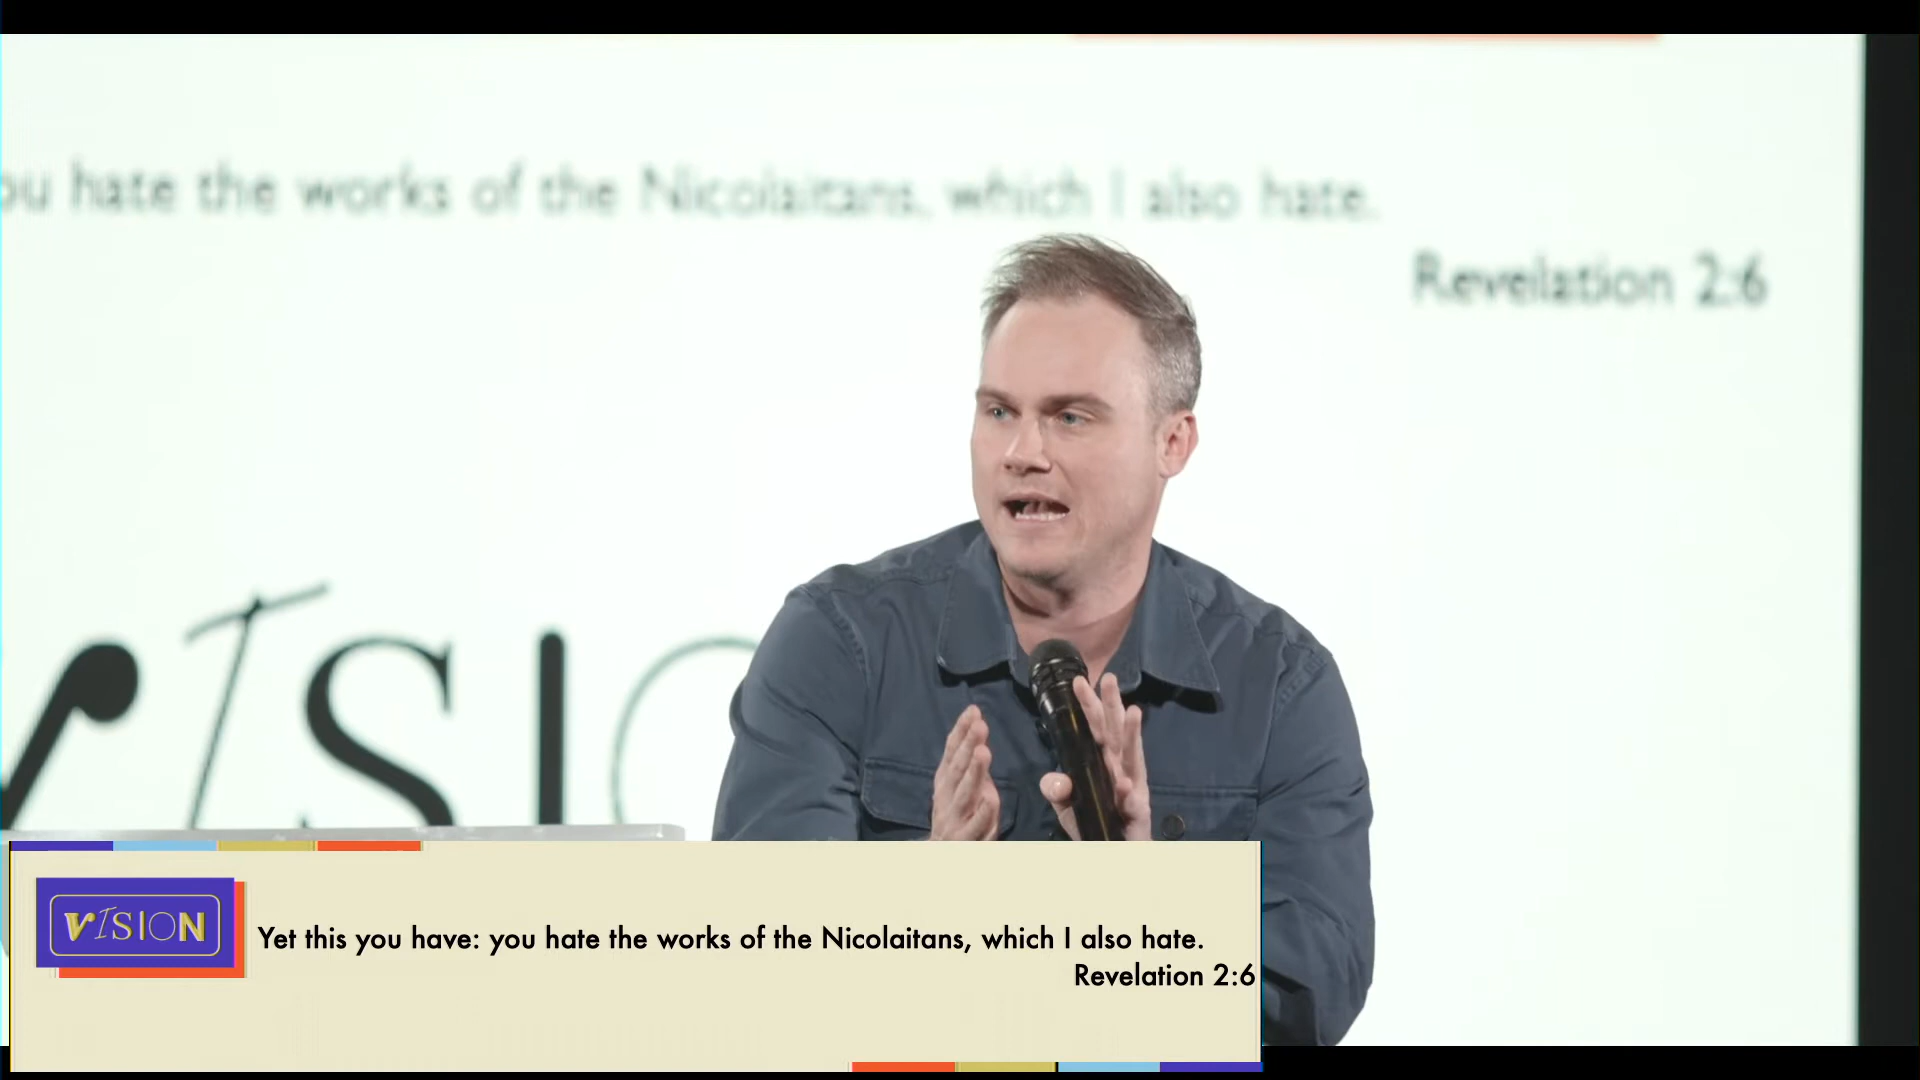 ou hate the works of the Nicolaitans, which I also hate.
Revelation 2:6
VISIO
VISION
Yet this you have: you hate the works of the Nicolaitans, which I also hate.
Revelation 2:6